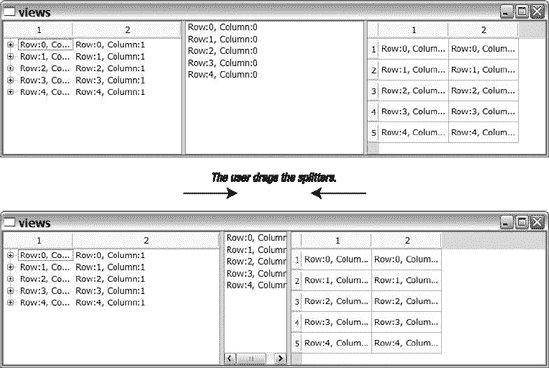 views
1 2
Row:0, Co... Row:0, Column:1
Row:1, Co... Row:1, Column:1
Row:2, Co... Row:2, Column:1
Row:3, Co... Row:3, Column:1
Row:4, Co... Row:4, Column:1
Row:0, Column:0
Row:1, Column:0
Row:2, Column:0
Row:3, Column:0
Row:4, Column:0
1 2
1 Row:0, Colum... Row:0, Colum...
2 Row:1, Colum... Row:1, Colum...
3 Row:2, Colum... Row:2, Colum...
4 Row:3, Colum... Row:3, Colum...
5 Row:4, Colum... Row:4, Colum...
The user drags the splitters.
views
1 2
Row:0, Co... Row:0, Column:1
Row:1, Co... Row:1, Column:1
Row:2, Co... Row:2, Column:1
Row:3, Co... Row:3, Column:1
Row:4, Co... Row:4, Column:1
Row:0, Column
Row:1, Column
Row:2, Column
Row:3, Column
Row:4, Column
1 2
1 Row:0, Colum... Row:0, Colum...
2 Row:1, Colum... Row:1, Colum...
3 Row:2, Colum... Row:2, Colum...
4 Row:3, Colum... Row:3, Colum...
5 Row:4, Colum... Row:4, Colum...